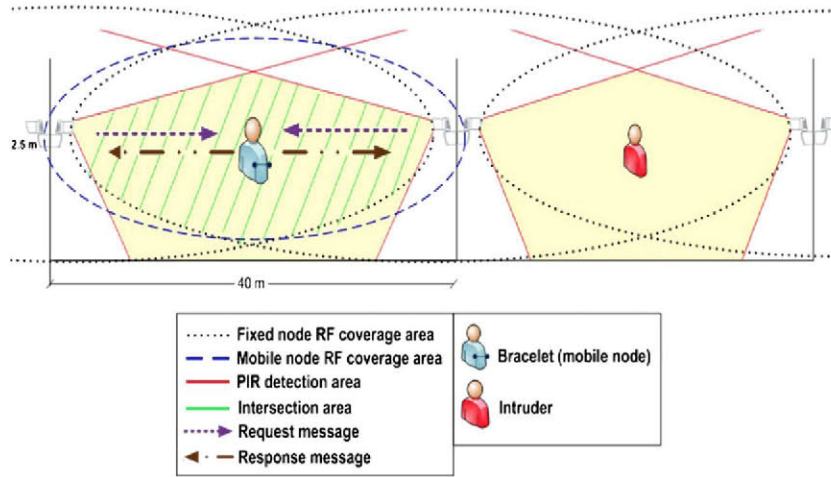 2.5 m
40 m
Fixed node RF coverage area
Mobile node RF coverage area
PIR detection area
Intersection area
Request message
Response message
Bracelet (mobile node)
Intruder